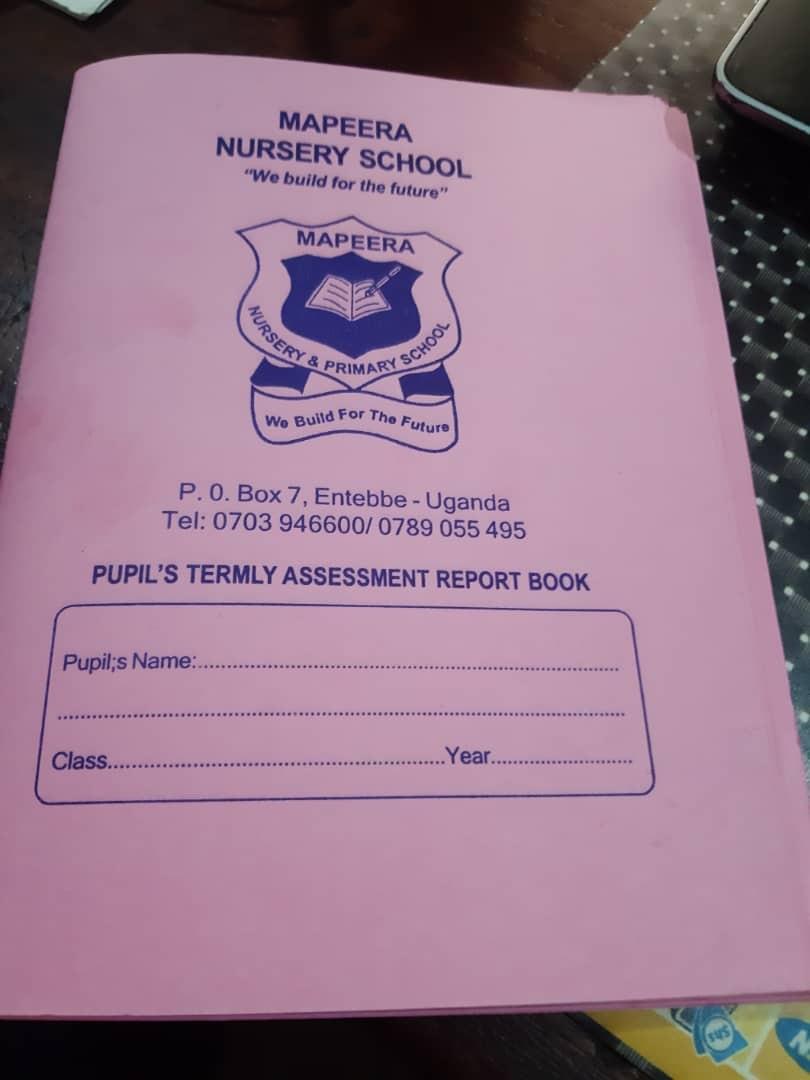 MAPEERA
NURSERY SCHOOL
"We build for the future"
MAPEERA
NURSERY & PRIMARY SCHOOL
We Build For The Future
P. 0. Box 7, Entebbe - Uganda
Tel: 0703 946600/ 0789 055 495
PUPIL'S TERMLY ASSESSMENT REPORT BOOK
Pupil;s Name:..............................................................
..............................................................................
Class..................................................Year.....................
shs